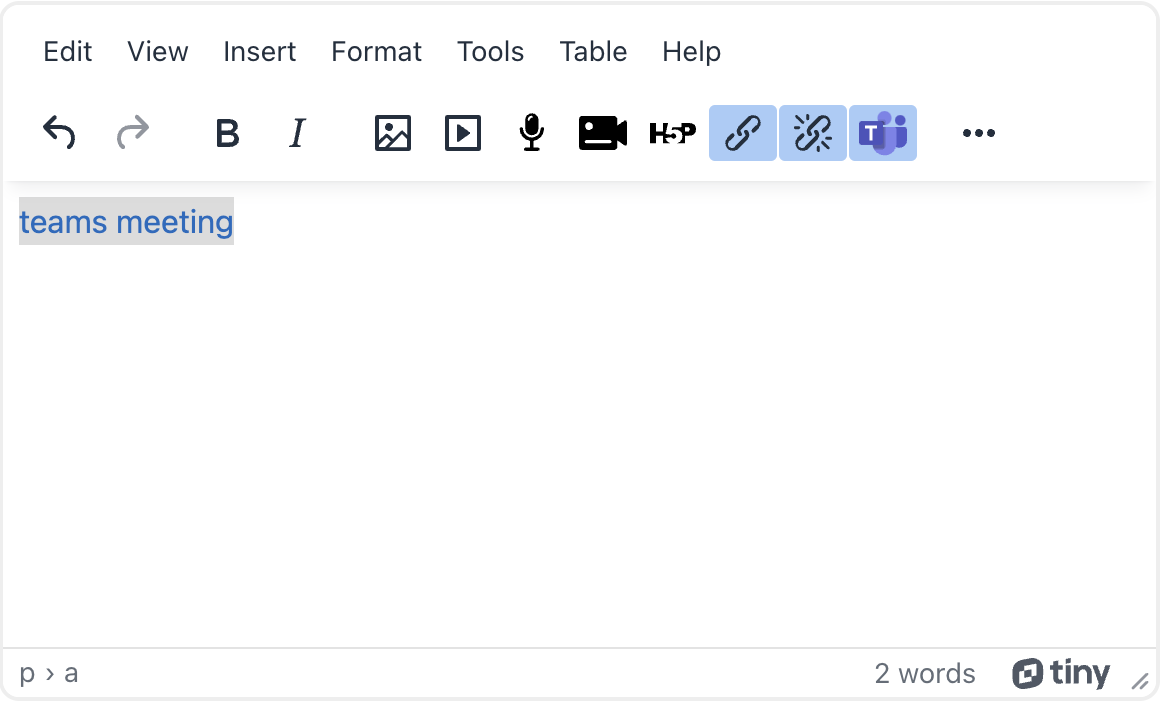 Edit View Insert Format Tools Table Help
B I H5P T
teams meeting
p › a 2 words tiny